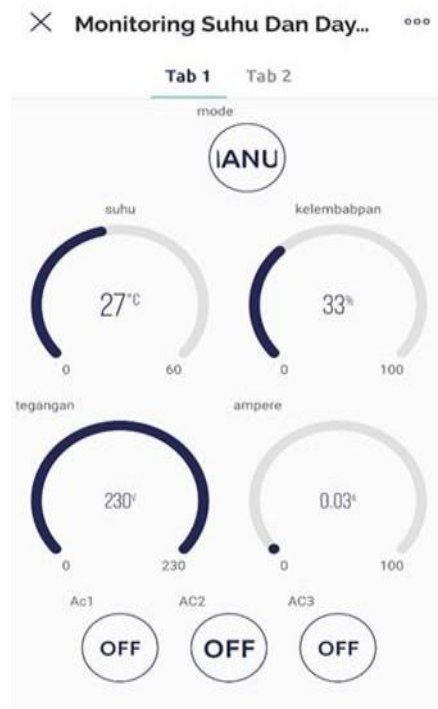 Monitoring Suhu Dan Day...
Tab 1 Tab 2
mode
IANU
suhu kelembabpan
27°C 33%
0 60 0 100
tegangan ampere
230V 0.03A
0 230 0 100
Ac1 AC2 AC3
OFF OFF OFF